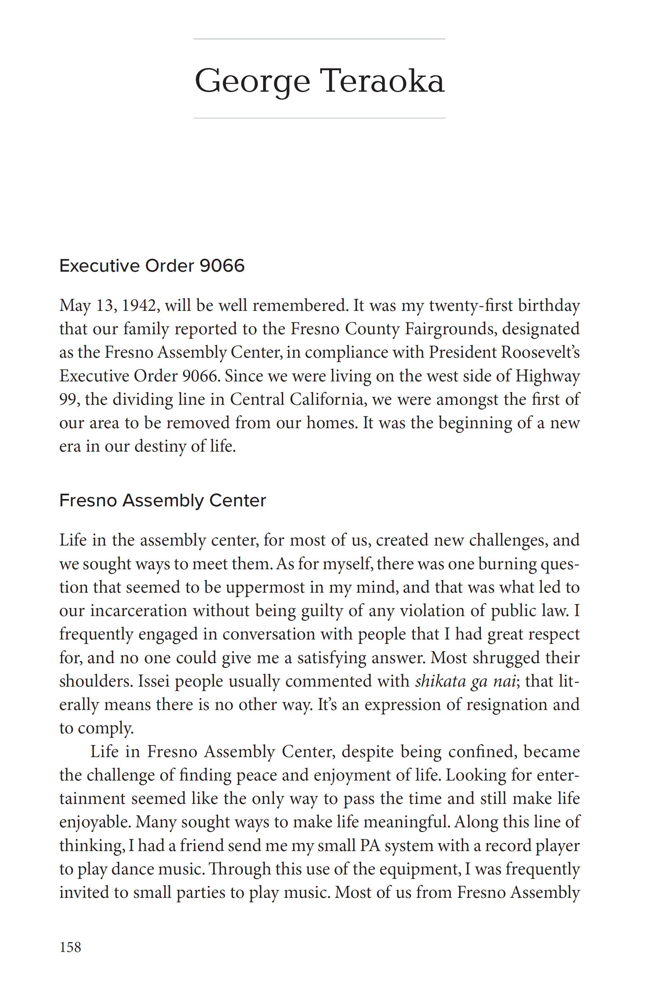 George Teraoka
Executive Order 9066
May 13, 1942, will be well remembered. It was my twenty-first birthday
that our family reported to the Fresno County Fairgrounds, designated
as the Fresno Assembly Center, in compliance with President Roosevelt’s
Executive Order 9066. Since we were living on the west side of Highway
99, the dividing line in Central California, we were amongst the first of
our area to be removed from our homes. It was the beginning of a new
era in our destiny of life.
Fresno Assembly Center
Life in the assembly center, for most of us, created new challenges, and
we sought ways to meet them. As for myself, there was one burning ques-
tion that seemed to be uppermost in my mind, and that was what led to
our incarceration without being guilty of any violation of public law. I
frequently engaged in conversation with people that I had great respect
for, and no one could give me a satisfying answer. Most shrugged their
shoulders. Issei people usually commented with shikata ga nai; that lit-
erally means there is no other way. It’s an expression of resignation and
to comply.
Life in Fresno Assembly Center, despite being confined, became
the challenge of finding peace and enjoyment of life. Looking for enter-
tainment seemed like the only way to pass the time and still make life
enjoyable. Many sought ways to make life meaningful. Along this line of
thinking, I had a friend send me my small PA system with a record player
to play dance music. Through this use of the equipment, I was frequently
invited to small parties to play music. Most of us from Fresno Assembly
158